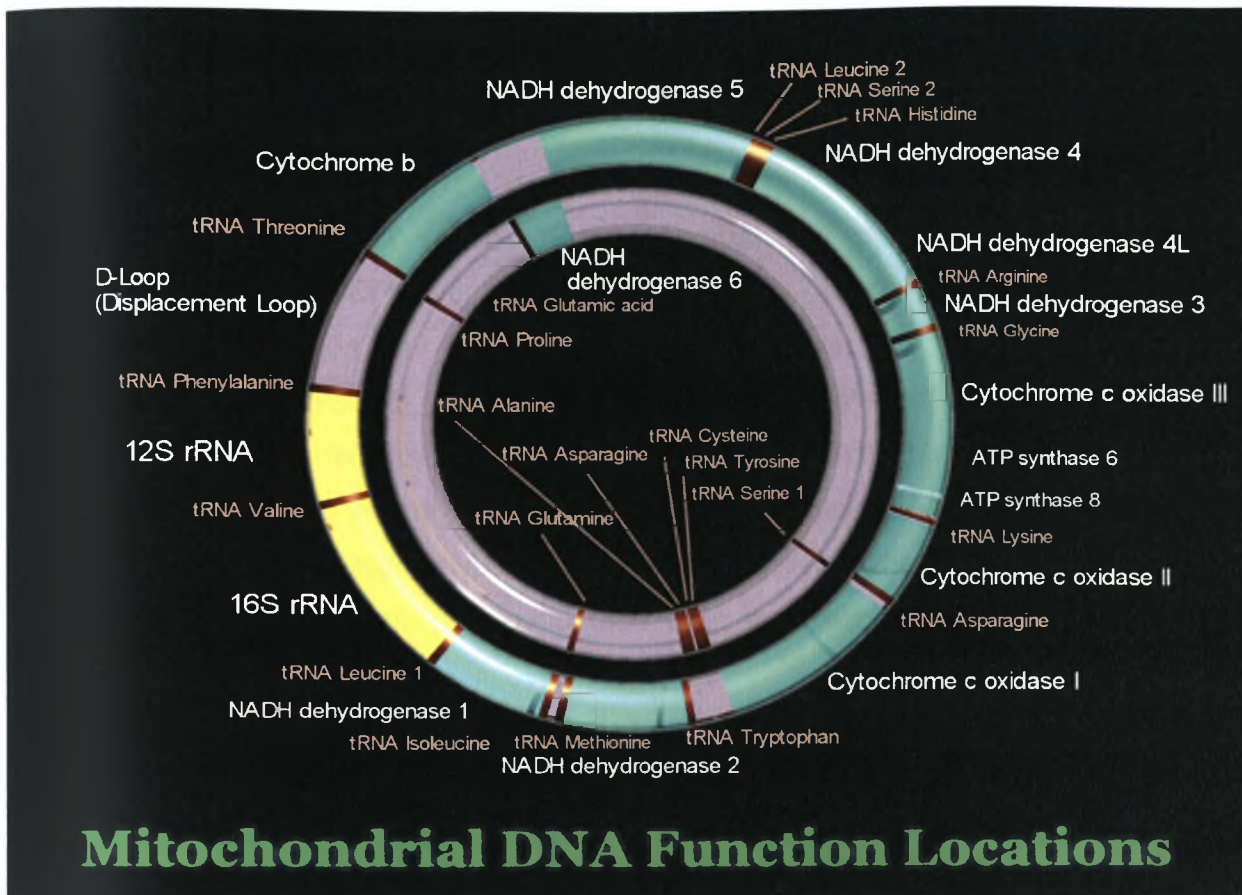 tRNA Leucine 2
tRNA Serine 2
tRNA Histidine
NADH dehydrogenase 5
NADH dehydrogenase 4
Cytochrome b
tRNA Threonine
NADH dehydrogenase 4L
tRNA Arginine
NADH dehydrogenase 3
tRNA Glycine
D-Loop
(Displacement Loop)
NADH
dehydrogenase 6
tRNA Glutamic acid
tRNA Proline
tRNA Phenylalanine
Cytochrome c oxidase III
tRNA Alanine
tRNA Asparagine
tRNA Cysteine
tRNA Tyrosine
tRNA Serine 1
12S rRNA
ATP synthase 6
ATP synthase 8
tRNA Valine
tRNA Glutamine
tRNA Lysine
Cytochrome c oxidase II
16S rRNA
tRNA Asparagine
tRNA Leucine 1
Cytochrome c oxidase I
NADH dehydrogenase 1
tRNA Isoleucine
tRNA Methionine
tRNA Tryptophan
NADH dehydrogenase 2
Mitochondrial DNA Function Locations